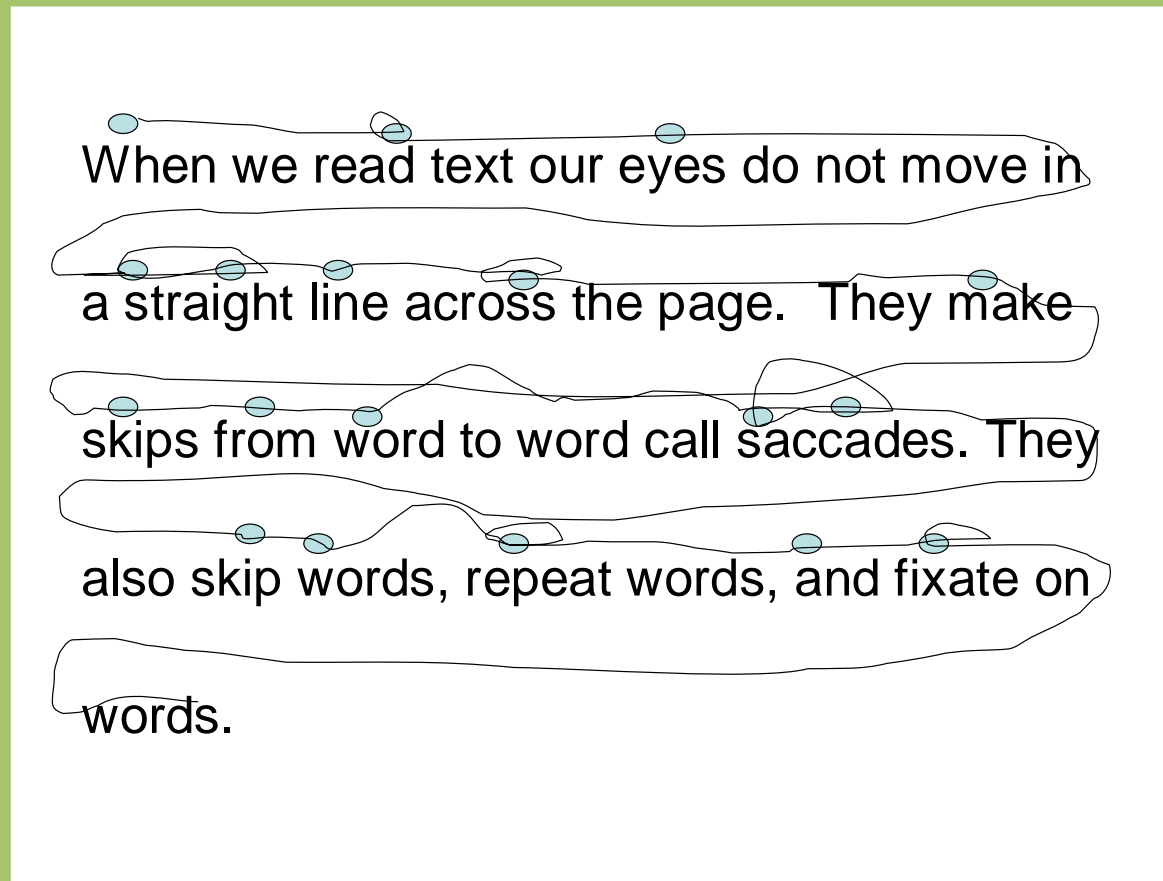 When we read text our eyes do not move in
a straight line across the page.  They make
skips from word to word call saccades. They
also skip words, repeat words, and fixate on
words.